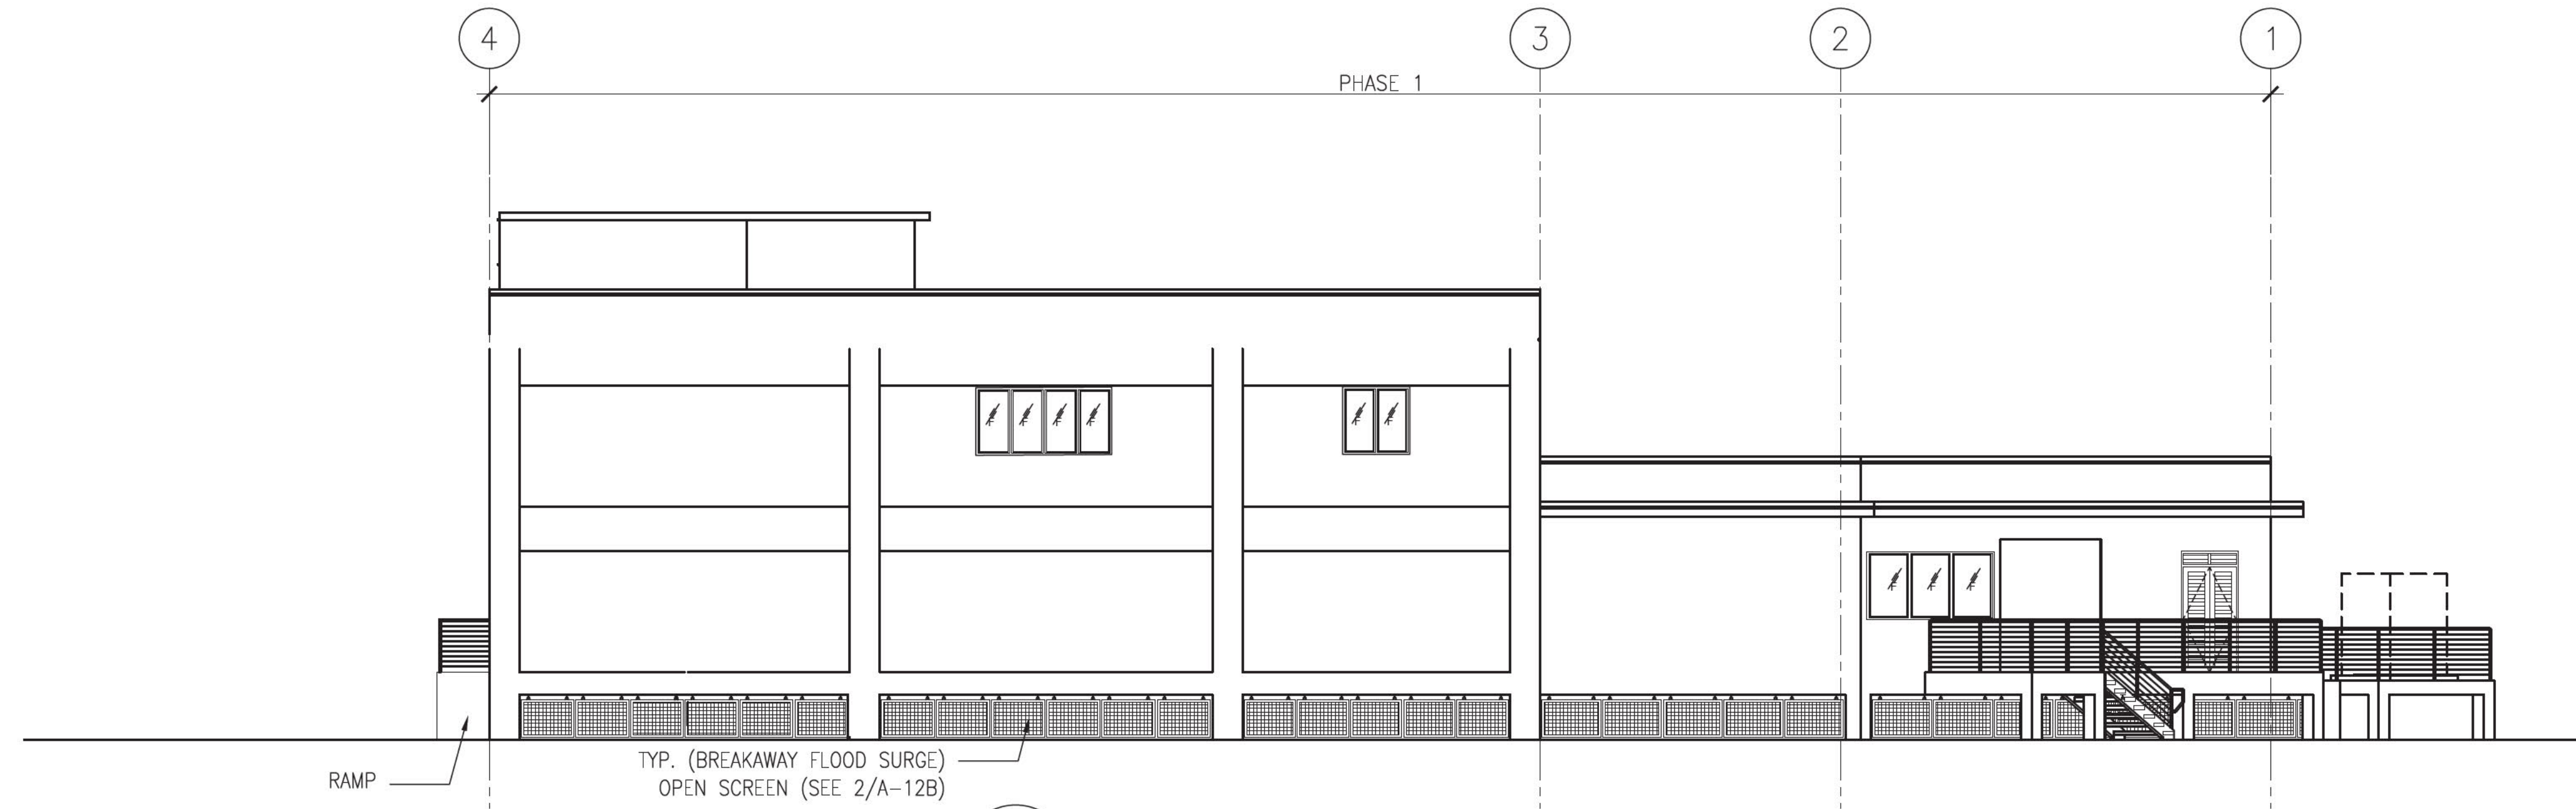 4
3
2
1
PHASE 1
TYP. (BREAKAWAY FLOOD SURGE)
OPEN SCREEN (SEE 2/A-12B)
RAMP